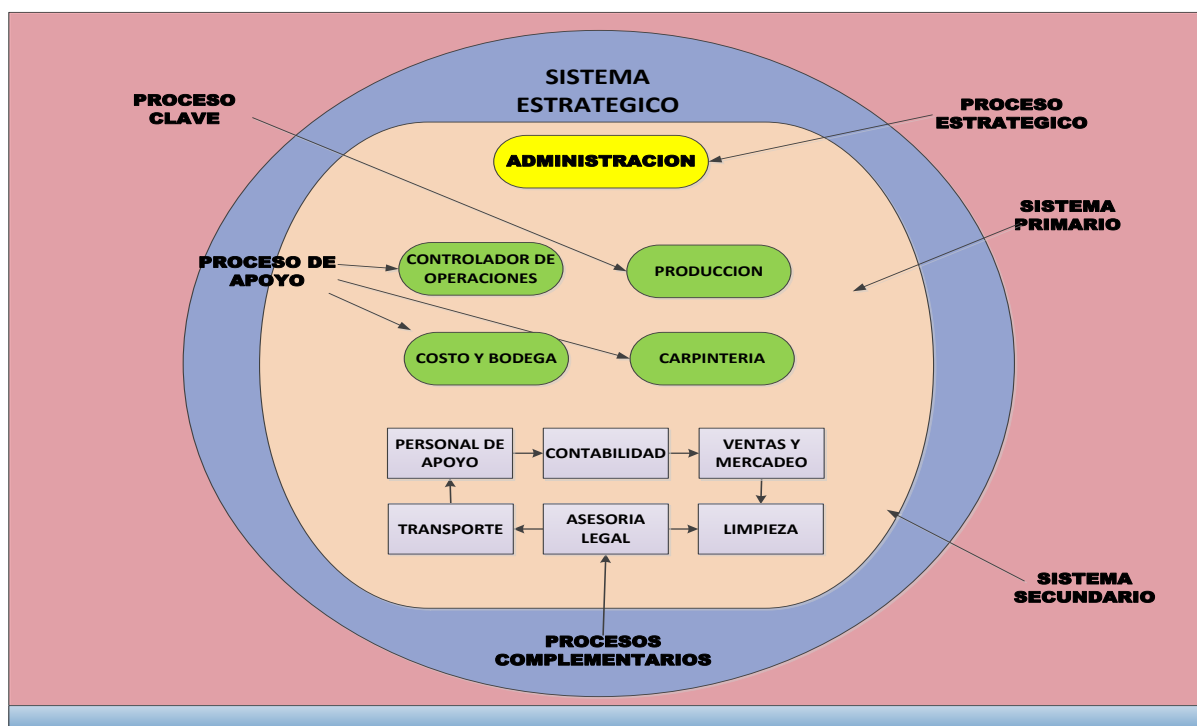 SISTEMA
ESTRATEGICO
PROCESO
CLAVE
PROCESO
ESTRATEGICO
ADMINISTRACION
SISTEMA
PRIMARIO
PROCESO DE
APOYO
CONTROLADOR DE
OPERACIONES
PRODUCCION
COSTO Y BODEGA
CARPINTERIA
PERSONAL DE
APOYO
CONTABILIDAD
VENTAS Y
MERCADEO
TRANSPORTE
ASESORIA
LEGAL
LIMPIEZA
SISTEMA
SECUNDARIO
PROCESOS
COMPLEMENTARIOS